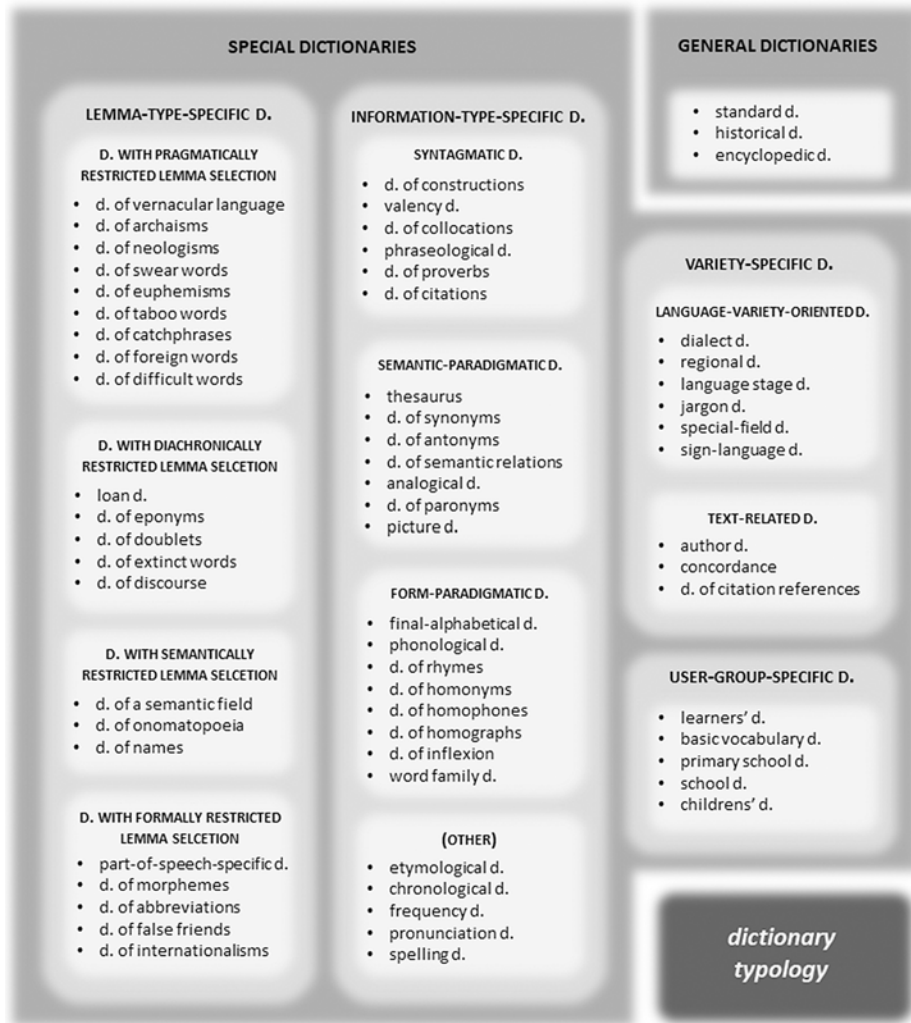 SPECIAL DICTIONARIES
LEMMA-TYPE-SPECIFIC D.
D. WITH PRAGMATICALLY
RESTRICTED LEMMA SELECTION
• d. of vernacular language
• d. of archaisms
• d. of neologisms
• d. of swear words
• d. of euphemisms
• d. of taboo words
• d. of catchphrases
• d. of foreign words
• d. of difficult words
D. WITH DIACHRONICALLY
RESTRICTED LEMMA SELCETION
• loan d.
• d. of eponyms
• d. of doublets
• d. of extinct words
• d. of discourse
D. WITH SEMANTICALLY
RESTRICTED LEMMA SELCETION
• d. of a semantic field
• d. of onomatopoeia
• d. of names
D. WITH FORMALLY RESTRICTED
LEMMA SELCETION
• part-of-speech-specific d.
• d. of morphemes
• d. of abbreviations
• d. of false friends
• d. of internationalisms
INFORMATION-TYPE-SPECIFIC D.
SYNTAGMATIC D.
• d. of constructions
• valency d.
• d. of collocations
• phraseological d.
• d. of proverbs
• d. of citations
SEMANTIC-PARADIGMATIC D.
• thesaurus
• d. of synonyms
• d. of antonyms
• d. of semantic relations
• analogical d.
• d. of paronyms
• picture d.
FORM-PARADIGMATIC D.
• final-alphabetical d.
• phonological d.
• d. of rhymes
• d. of homonyms
• d. of homophones
• d. of homographs
• d. of inflexion
• word family d.
(OTHER)
• etymological d.
• chronological d.
• frequency d.
• pronunciation d.
• spelling d.
GENERAL DICTIONARIES
• standard d.
• historical d.
• encyclopedic d.
VARIETY-SPECIFIC D.
LANGUAGE-VARIETY-ORIENTED D.
• dialect d.
• regional d.
• language stage d.
• jargon d.
• special-field d.
• sign-language d.
TEXT-RELATED D.
• author d.
• concordance
• d. of citation references
USER-GROUP-SPECIFIC D.
• learners' d.
• basic vocabulary d.
• primary school d.
• school d.
• childrens' d.
dictionary
typology